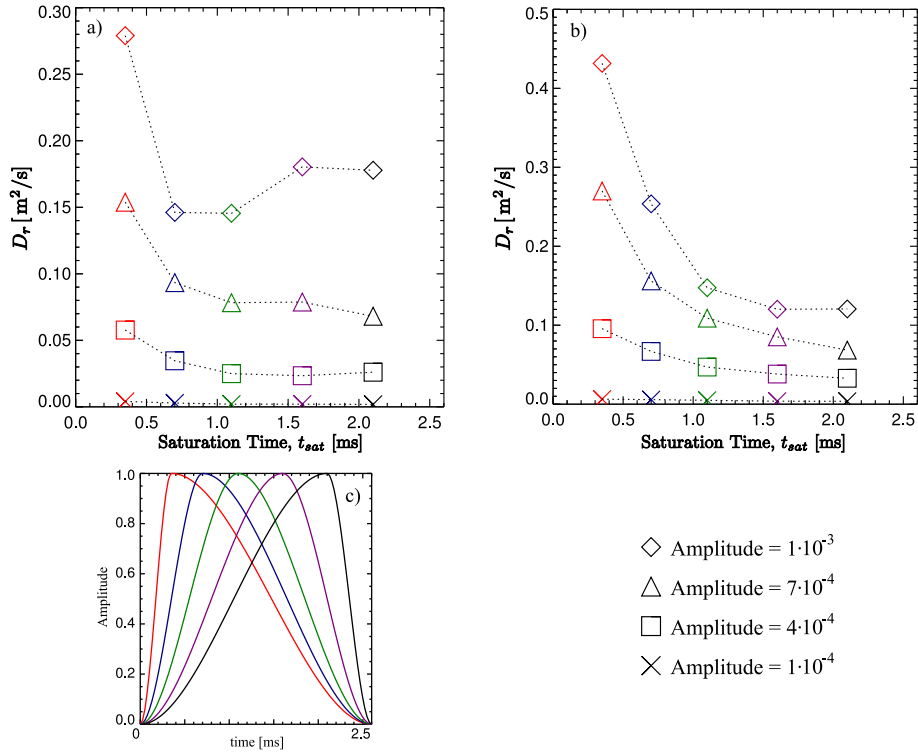 a)
0.30
0.25
0.20
0.15
0.10
0.05
0.00
D_r [m²/s]
0.0 0.5 1.0 1.5 2.0 2.5
Saturation Time, t_sat [ms]
b)
0.5
0.4
0.3
0.2
0.1
0.0
D_r [m²/s]
0.0 0.5 1.0 1.5 2.0 2.5
Saturation Time, t_sat [ms]
c)
1.0
0.8
0.6
0.4
0.2
0.0
Amplitude
2.5
time [ms]
Amplitude = 1·10⁻³
Amplitude = 7·10⁻⁴
Amplitude = 4·10⁻⁴
Amplitude = 1·10⁻⁴